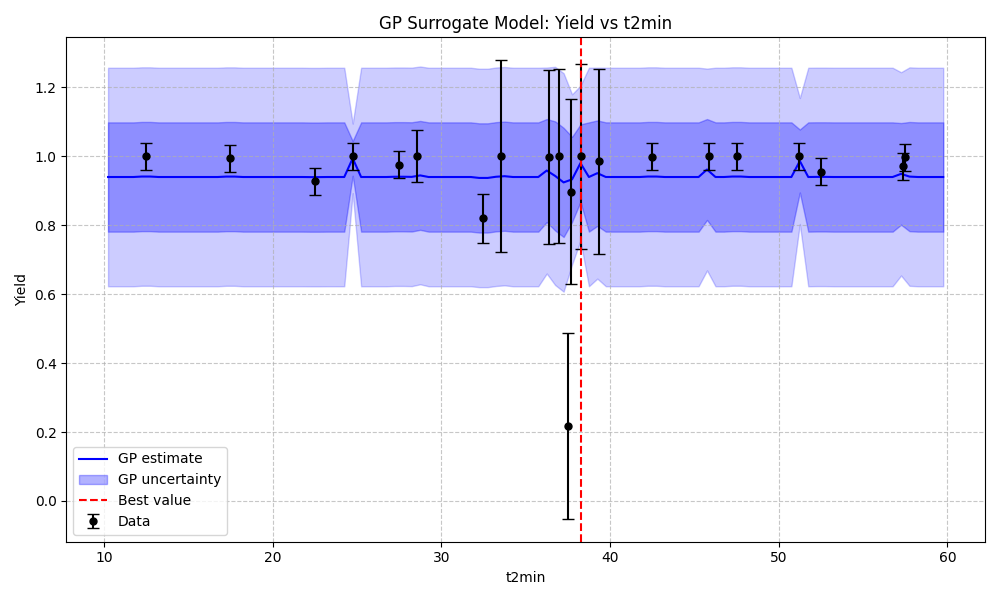 GP Surrogate Model: Yield vs t2min
Yield
1.2
1.0
0.8
0.6
0.4
0.2
0.0
GP estimate
GP uncertainty
Best value
Data
10 20 30 40 50 60
t2min